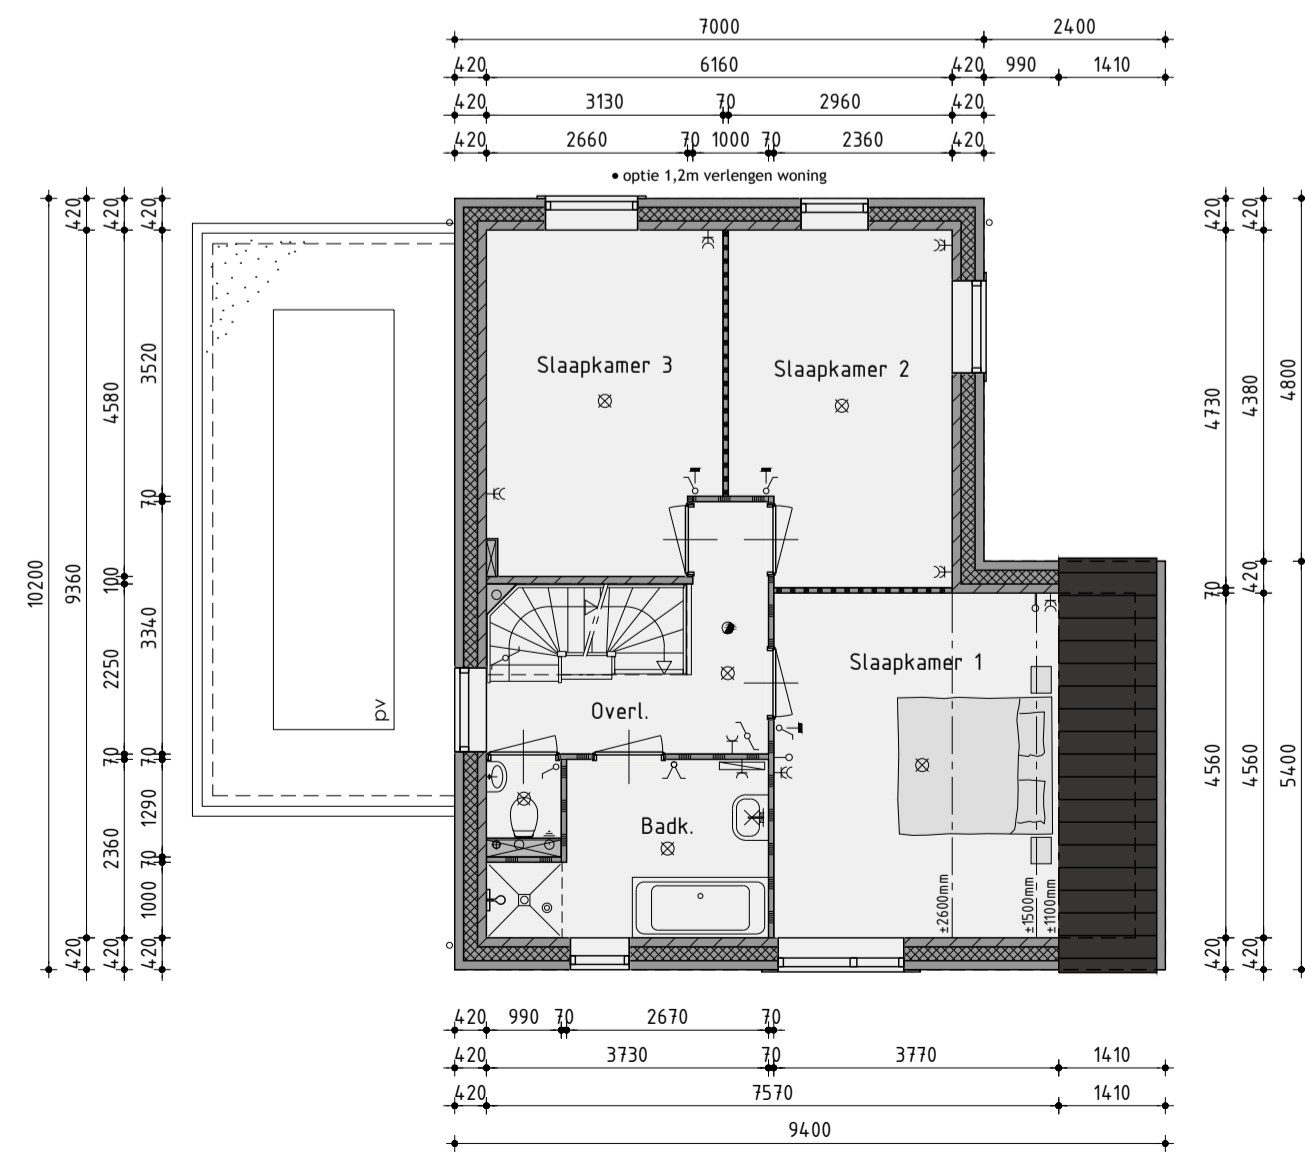 7000 2400
420 6160 420 990 1410
420 3130 70 2960 420
420 2660 70 1000 70 2360 420
• optie 1,2m verlengen woning
10200
420 9360 420
420 4580 100 2250 70 2360 420
420 3520 70 3340 70 1290 70 1000 420
pv
Slaapkamer 3
Slaapkamer 2
Slaapkamer 1
Overl.
Badk.
±2600mm
±1500mm
±1100mm
420 4730 70 4560 420
420 4380 420 4560 420
4800 5400
420 990 70 2670 70
420 3730 70 3770 1410
420 7570 1410
9400